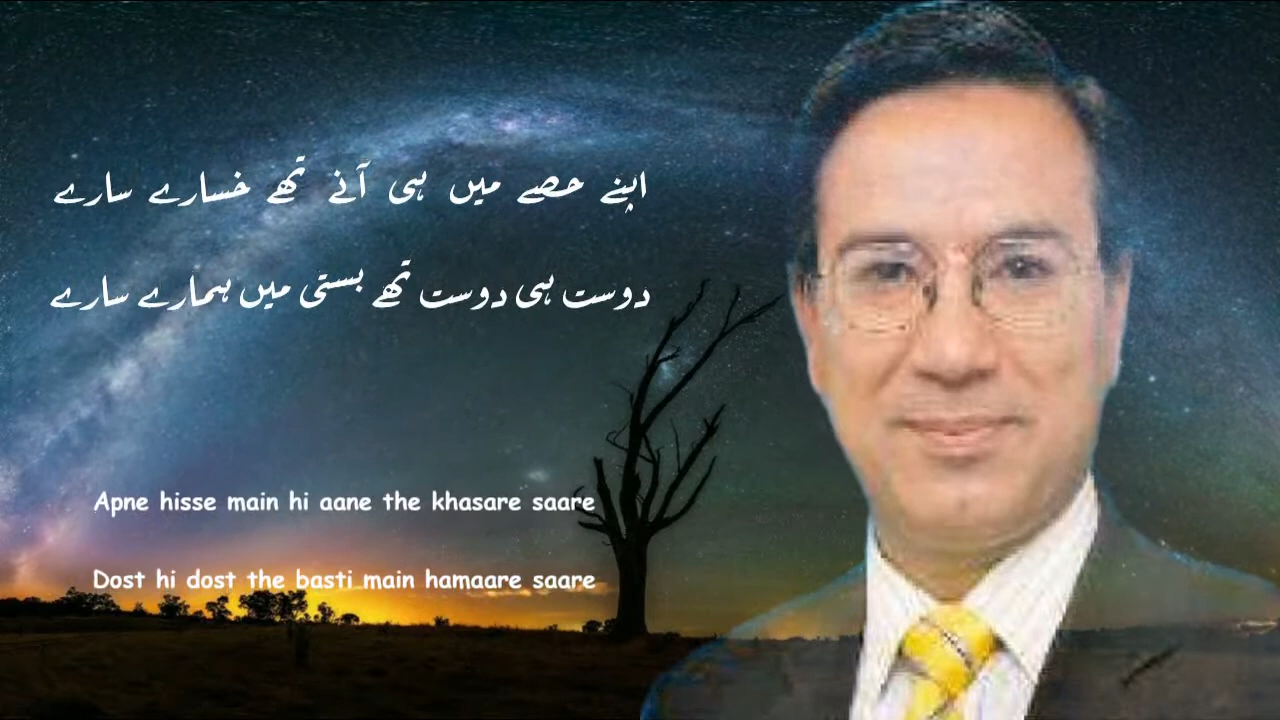 اپنے حصے میں ہی آنے تھے خسارے سارے
دوست ہی دوست تھے بستی میں ہمارے سارے
Apne hisse main hi aane the khasare saare
Dost hi dost the basti main hamaare saare